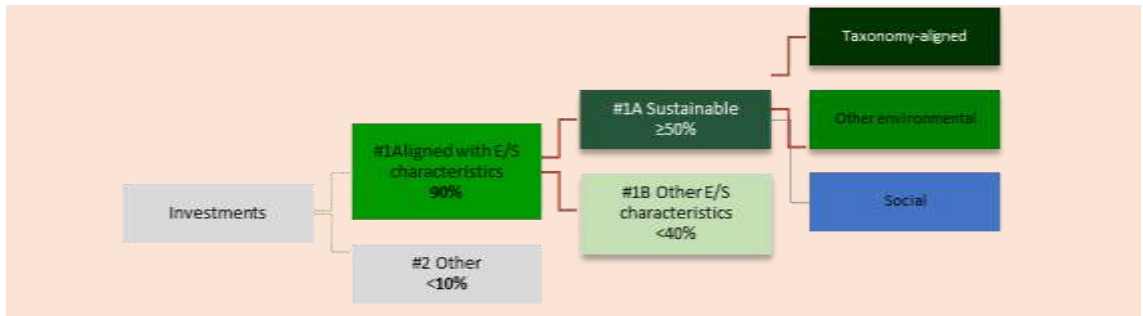 Investments
#1Aligned with E/S
characteristics
90%
#2 Other
<10%
#1A Sustainable
≥50%
#1B Other E/S
characteristics
<40%
Taxonomy-aligned
Other environmental
Social